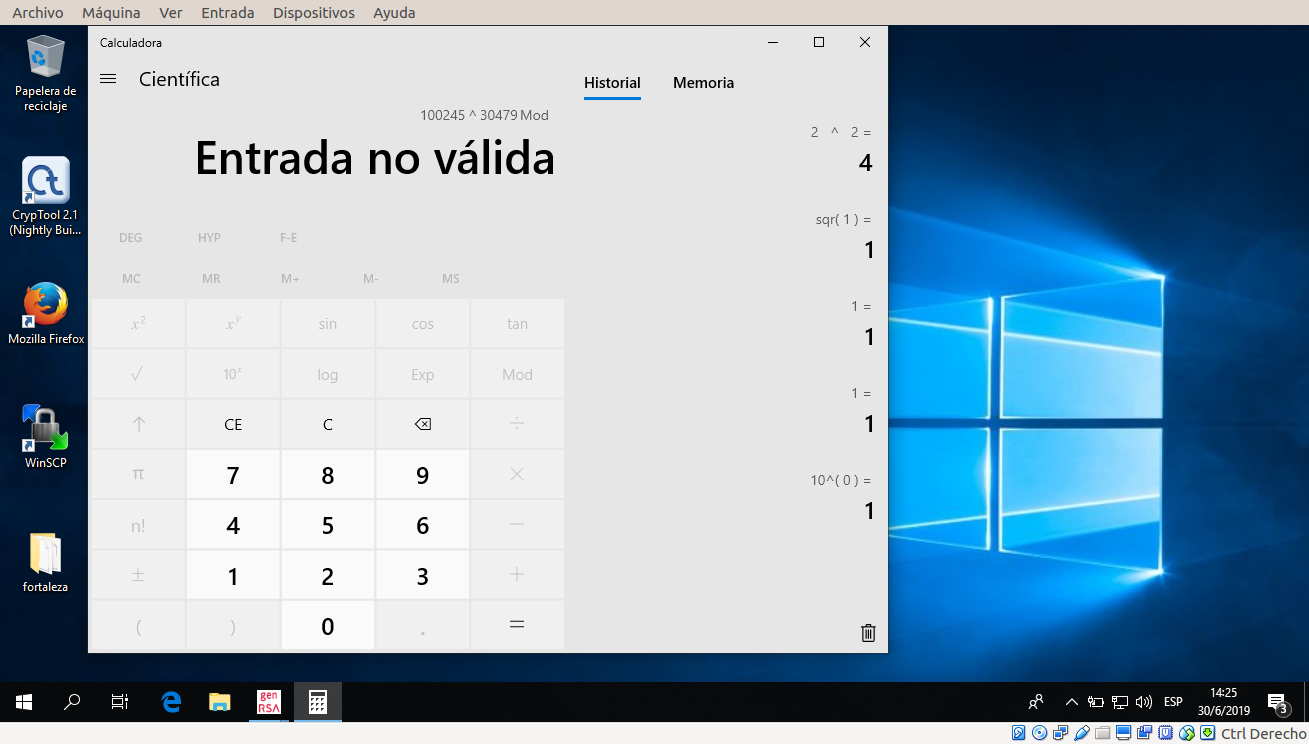 Archivo Máquina Ver Entrada Dispositivos Ayuda
Papelera de
reciclaje
CrypTool 2.1
(Nightly Bui...
Mozilla Firefox
WinSCP
fortaleza
Calculadora
Científica
100245 ^ 30479 Mod
Entrada no válida
DEG HYP F-E
MC MR M+ M- MS
x² xʸ sin cos tan
√ 10ˣ log Exp Mod
↑ CE C ⌫ ÷
π 7 8 9 ×
n! 4 5 6 −
± 1 2 3 +
( ) 0 . =
Historial Memoria
2 ^ 2 =
4
sqr( 1 ) =
1
1 =
1
1 =
1
10^( 0 ) =
1
gen
RSA
ESP
14:25
30/6/2019
3
Ctrl Derecho